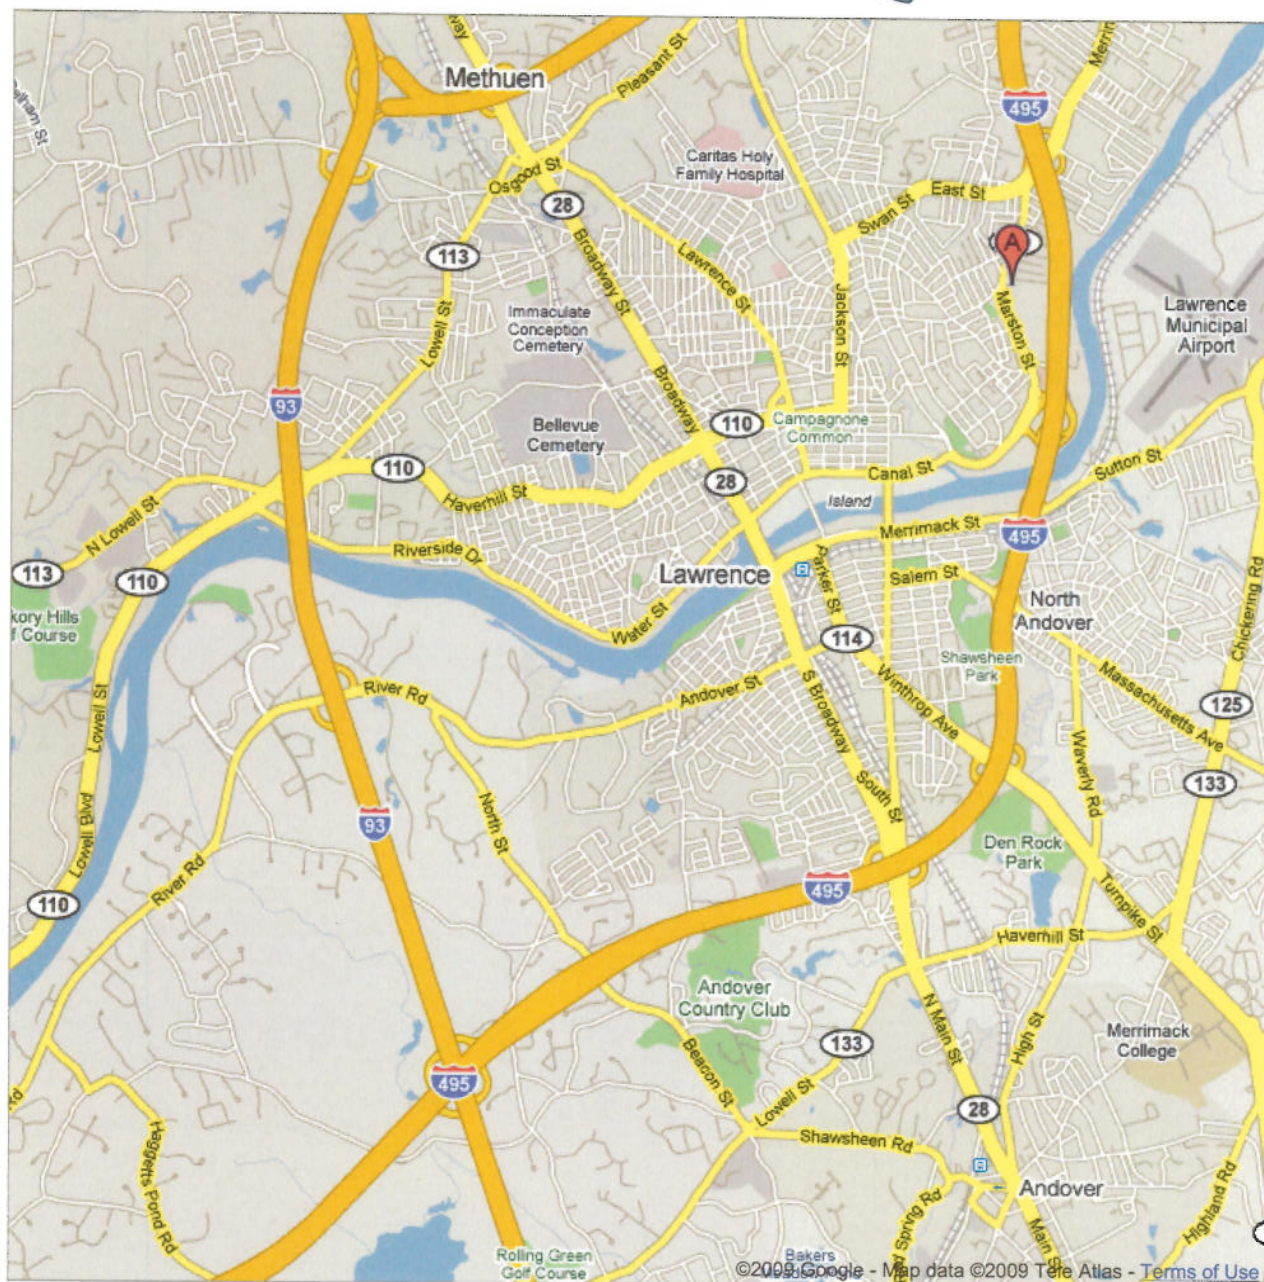 Methuen
Pleasant St
495
Caritas Holy
Family Hospital
Osgood St
East St
Swan St
28
A
113
Broadway St
Lawrence St
Lowell St
Immaculate
Conception
Cemetery
Jackson St
Marston St
Lawrence
Municipal
Airport
93
Broadway
Bellevue
Cemetery
110
Campagnone
Common
110
28
Canal St
Sutton St
Haverhill St
Island
N Lowell St
Merrimack St
495
Riverside Dr
113
110
Lawrence
Parker St
Salem St
North
Andover
Chickering Rd
kory Hills
f Course
Water St
114
Shawsheen
Park
Massachusetts Ave
River Rd
Andover St
S Broadway
Winthrop Ave
125
Lowell St
Waverly Rd
133
North St
South St
93
Lowell Blvd
Den Rock
Park
River Rd
495
110
Turnpike St
Haverhill St
Andover
Country Club
N Main St
High St
Merrimack
College
133
Beacon St
495
Lowell St
28
Shawsheen Rd
Haggetts Pond Rd
Andover
Highland Rd
d Spring Rd
Main St
Rolling Green
Golf Course
Bakers
©2009 Google - Map data ©2009 Tele Atlas - Terms of Use